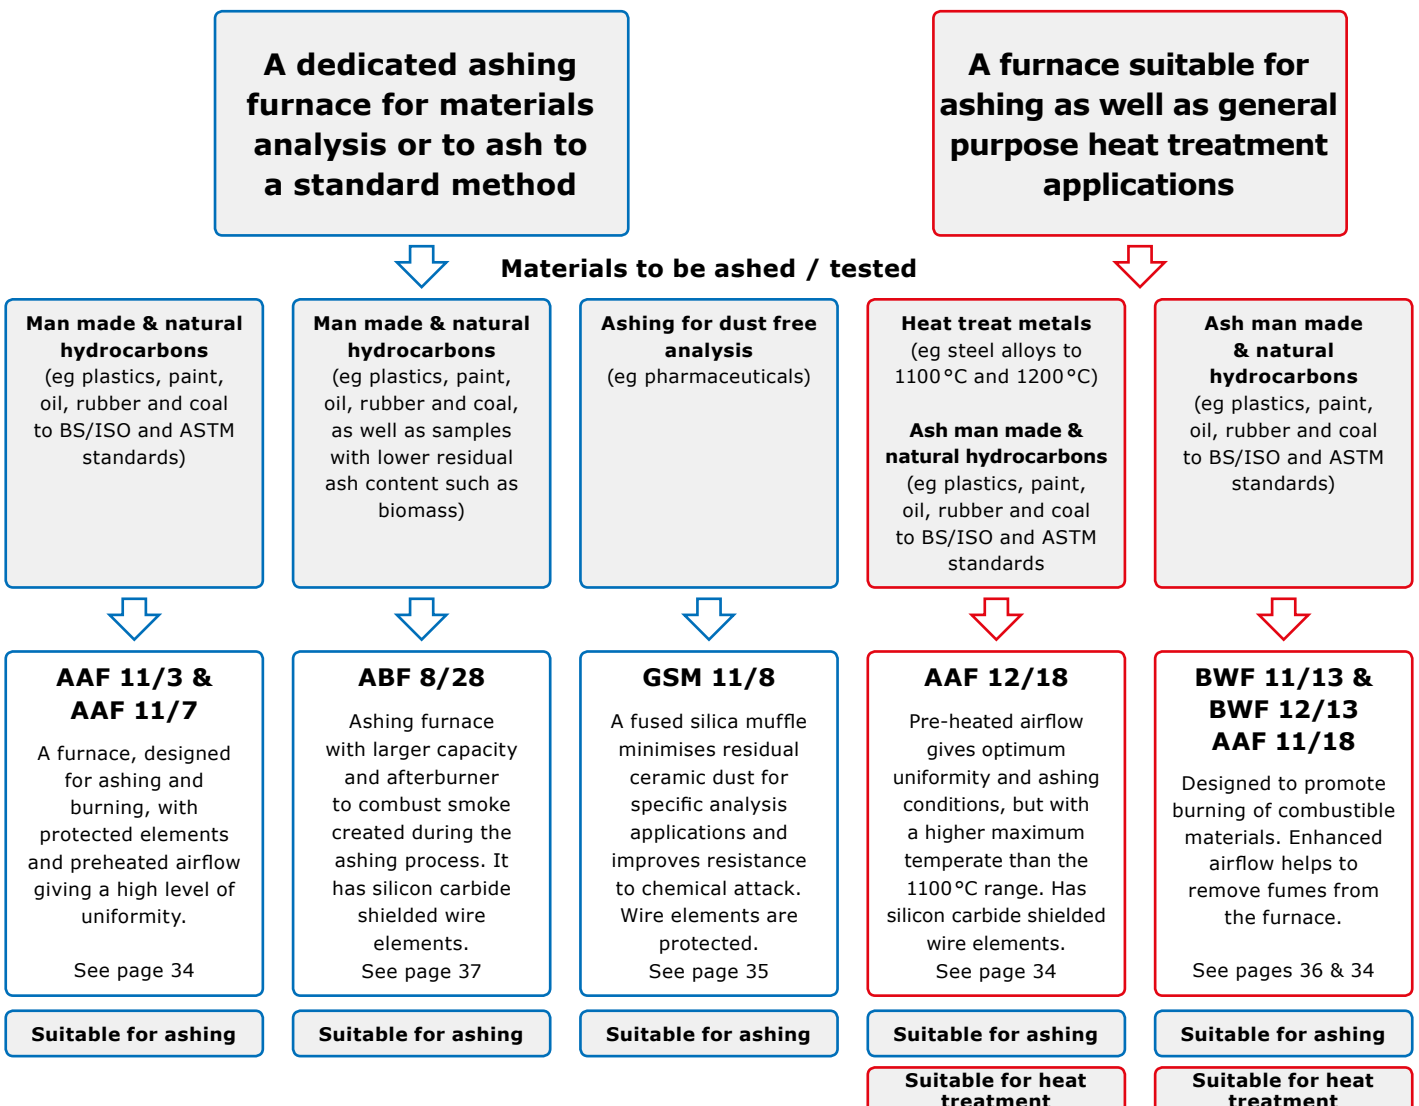 A dedicated ashing
furnace for materials
analysis or to ash to
a standard method
A furnace suitable for
ashing as well as general
purpose heat treatment
applications
Materials to be ashed / tested
Man made & natural
hydrocarbons
(eg plastics, paint,
oil, rubber and coal
to BS/ISO and ASTM
standards)
Man made & natural
hydrocarbons
(eg plastics, paint,
oil, rubber and coal,
as well as samples
with lower residual
ash content such as
biomass)
Ashing for dust free
analysis
(eg pharmaceuticals)
Heat treat metals
(eg steel alloys to
1100°C and 1200°C)
Ash man made &
natural hydrocarbons
(eg plastics, paint,
oil, rubber and coal
to BS/ISO and ASTM
standards
Ash man made
& natural
hydrocarbons
(eg plastics, paint,
oil, rubber and coal
to BS/ISO and ASTM
standards)
AAF 11/3 &
AAF 11/7
A furnace, designed
for ashing and
burning, with
protected elements
and preheated airflow
giving a high level of
uniformity.
See page 34
ABF 8/28
Ashing furnace
with larger capacity
and afterburner
to combust smoke
created during the
ashing process. It
has silicon carbide
shielded wire
elements.
See page 37
GSM 11/8
A fused silica muffle
minimises residual
ceramic dust for
specific analysis
applications and
improves resistance
to chemical attack.
Wire elements are
protected.
See page 35
AAF 12/18
Pre-heated airflow
gives optimum
uniformity and ashing
conditions, but with
a higher maximum
temperate than the
1100°C range. Has
silicon carbide shielded
wire elements.
See page 34
BWF 11/13 &
BWF 12/13
AAF 11/18
Designed to promote
burning of combustible
materials. Enhanced
airflow helps to
remove fumes from
the furnace.
See pages 36 & 34
Suitable for ashing
Suitable for ashing
Suitable for ashing
Suitable for ashing
Suitable for ashing
Suitable for heat
treatment
Suitable for heat
treatment